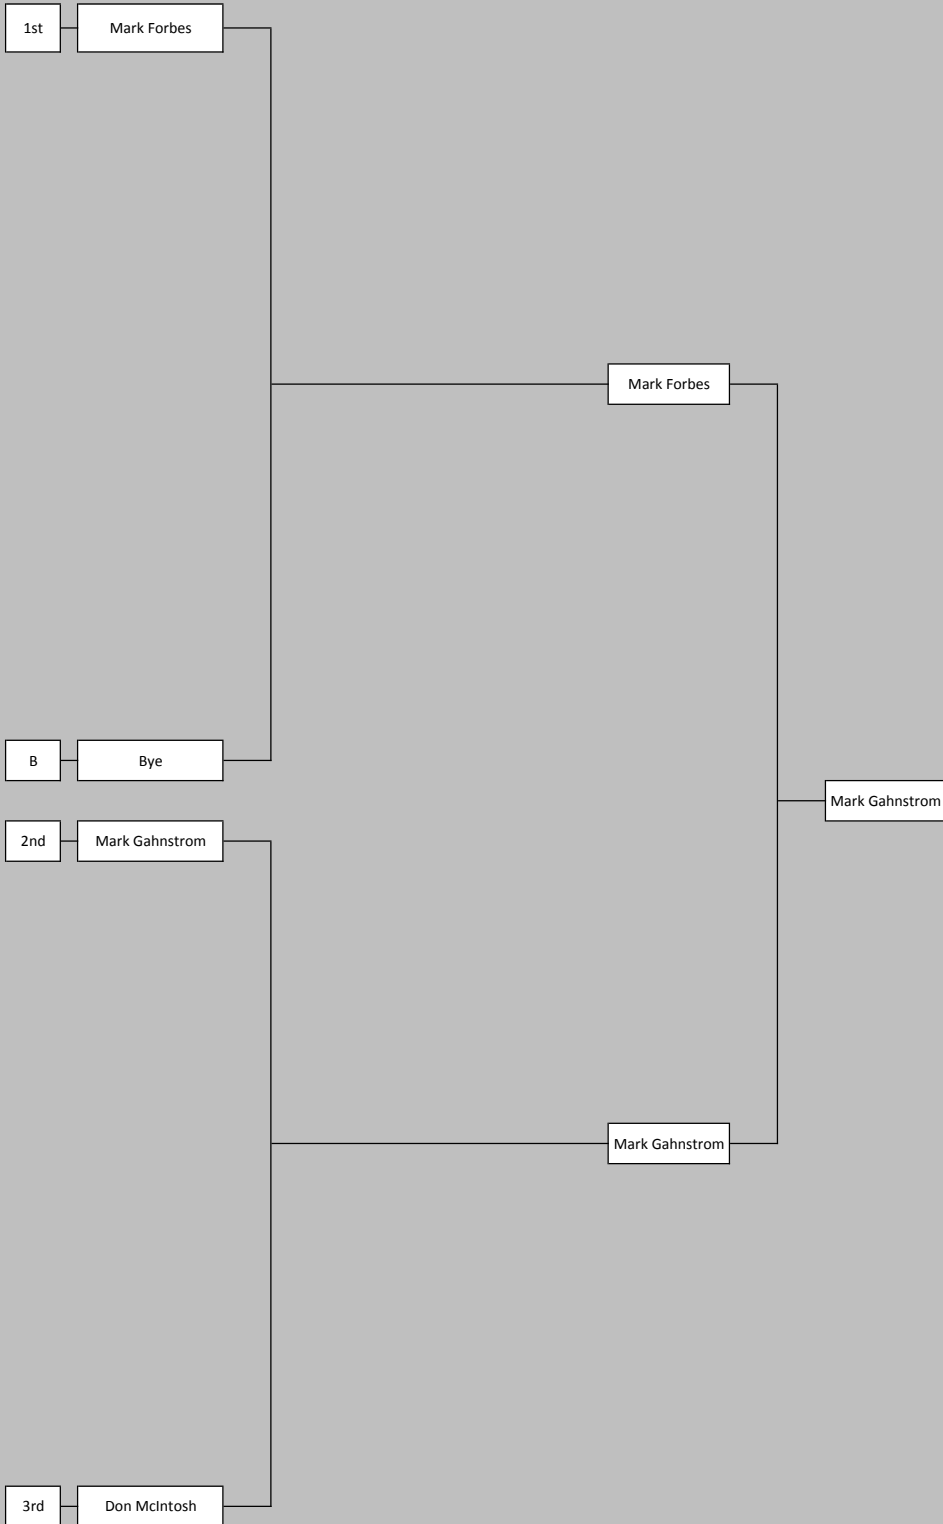 1st
Mark Forbes
Mark Forbes
B
Bye
Mark Gahnstrom
2nd
Mark Gahnstrom
Mark Gahnstrom
3rd
Don McIntosh